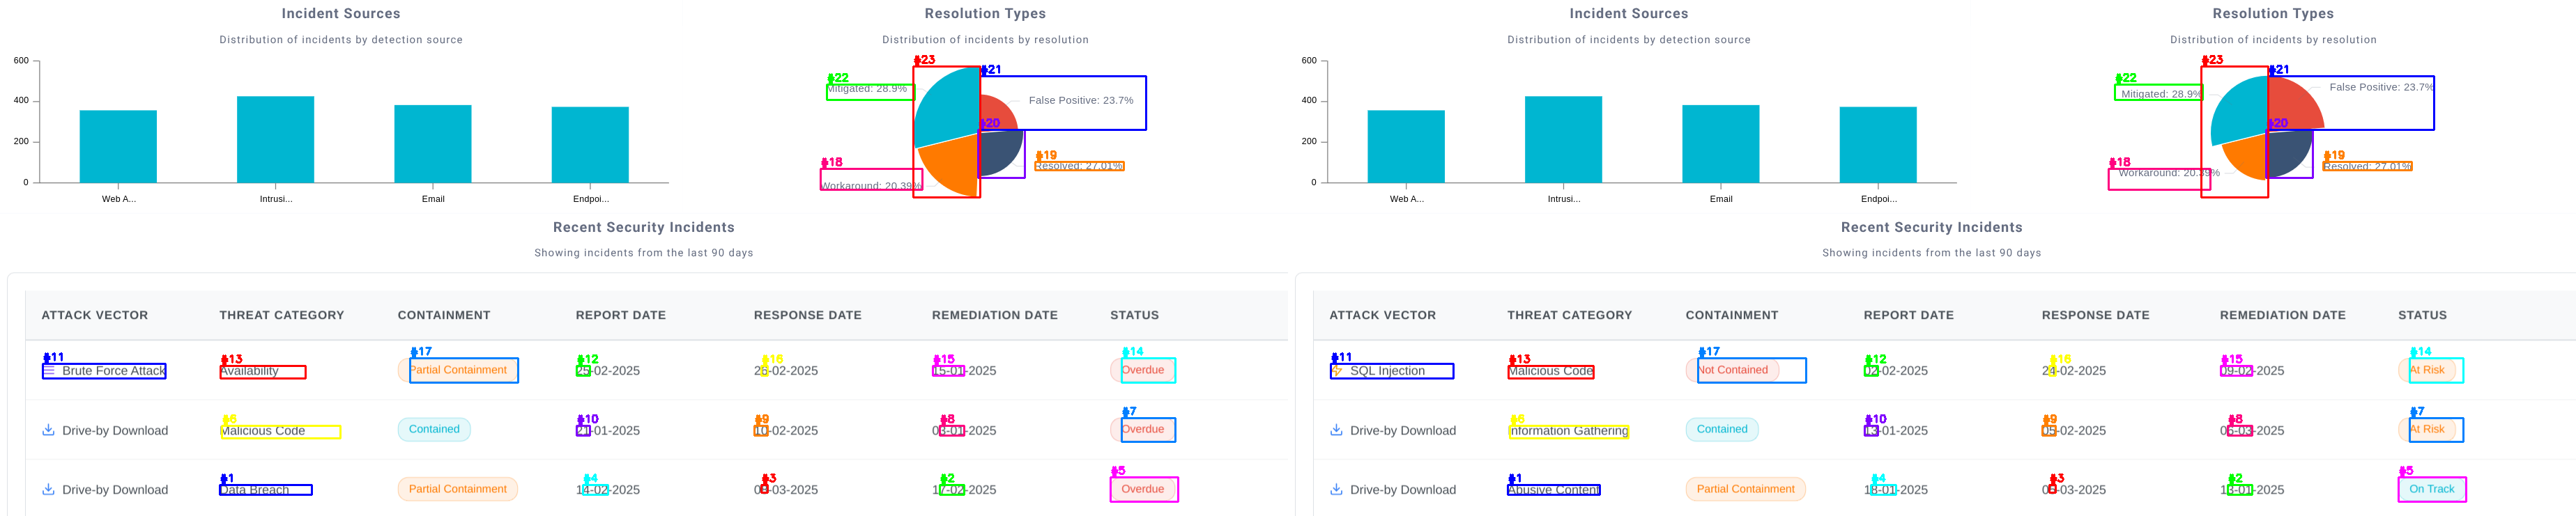 Incident Sources
Distribution of incidents by detection source
600
400
200
0
Web A...
Intrusi...
Email
Endpoi...
Resolution Types
Distribution of incidents by resolution
#23
#22
#21
Mitigated: 28.9%
False Positive: 23.7%
#20
#19
#18
Resolved: 27.01%
Workaround: 20.39%
Incident Sources
Distribution of incidents by detection source
600
400
200
0
Web A...
Intrusi...
Email
Endpoi...
Resolution Types
Distribution of incidents by resolution
#23
#22
#21
Mitigated: 28.9%
False Positive: 23.7%
#20
#19
#18
Resolved: 27.01%
Workaround: 20.39%
Recent Security Incidents
Showing incidents from the last 90 days
ATTACK VECTOR THREAT CATEGORY CONTAINMENT REPORT DATE RESPONSE DATE REMEDIATION DATE STATUS
#11 #13 #17 #12 #16 #15 #14
Brute Force Attack Availability Partial Containment 25-02-2025 -02-2025 15-01-2025 Overdue
#6 #10 #9 #8 #7
Drive-by Download Malicious Code Contained 21-01-2025 10-02-2025 03-01-2025 Overdue
#1 #4 #3 #2 #5
Drive-by Download Data Breach Partial Containment 14-02-2025 -03-2025 17-02-2025 Overdue
Recent Security Incidents
Showing incidents from the last 90 days
ATTACK VECTOR THREAT CATEGORY CONTAINMENT REPORT DATE RESPONSE DATE REMEDIATION DATE STATUS
#11 #13 #17 #12 #16 #15 #14
SQL Injection Malicious Code Not Contained 02-02-2025 24-02-2025 09-02-2025 At Risk
#6 #10 #9 #8 #7
Drive-by Download Information Gathering Contained 13-01-2025 05-02-2025 05-03-2025 At Risk
#1 #4 #3 #2 #5
Drive-by Download Abusive Content Partial Containment 18-01-2025 -03-2025 13-01-2025 On Track